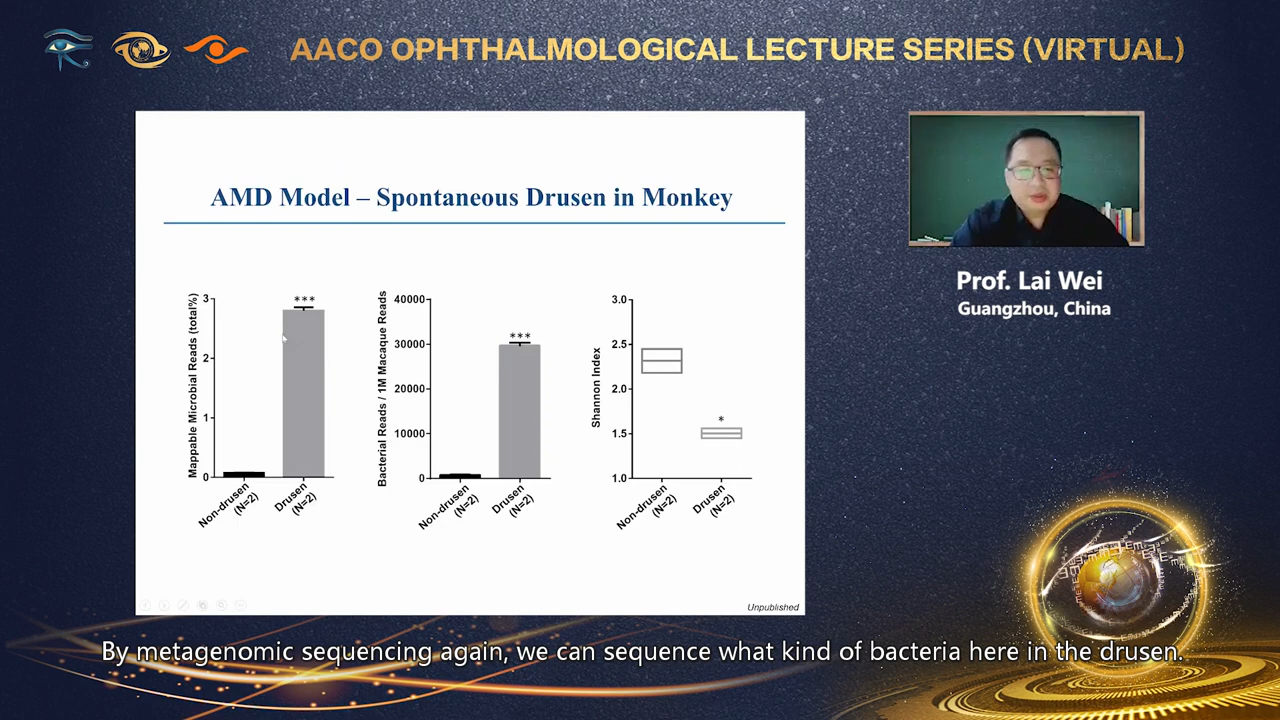 AACO OPHTHALMOLOGICAL LECTURE SERIES (VIRTUAL)
AMD Model – Spontaneous Drusen in Monkey
Mappable Microbial Reads (total%)
3
2
1
0
***
Non-drusen
(N=2)
Drusen
(N=2)
Bacterial Reads / 1M Macaque Reads
40000
30000
20000
10000
0
***
Non-drusen
(N=2)
Drusen
(N=2)
Shannon Index
3.0
2.5
2.0
1.5
1.0
*
Non-drusen
(N=2)
Drusen
(N=2)
Unpublished
Prof. Lai Wei
Guangzhou, China
By metagenomic sequencing again, we can sequence what kind of bacteria here in the drusen.